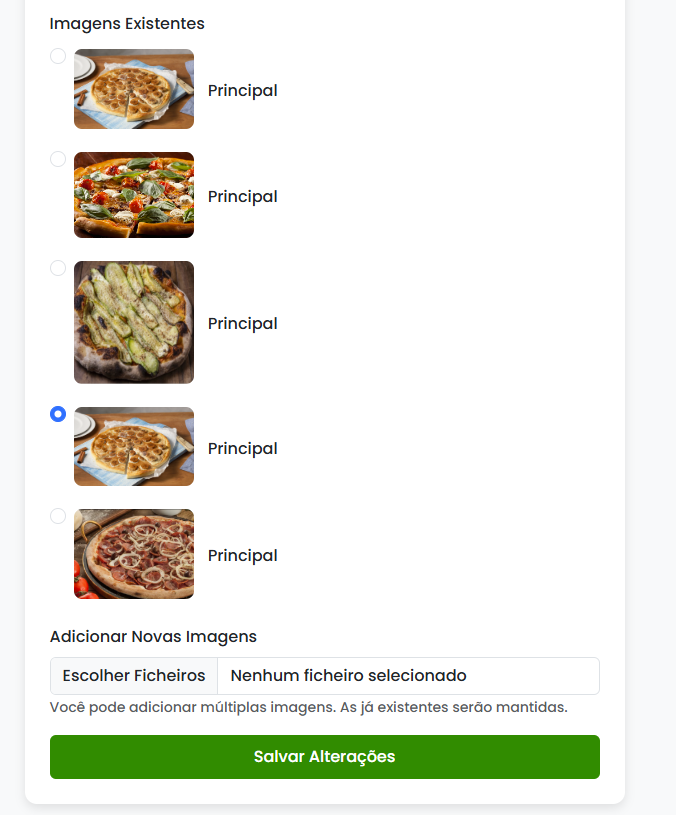 Imagens Existentes
Principal
Principal
Principal
Principal
Principal
Adicionar Novas Imagens
Escolher Ficheiros Nenhum ficheiro selecionado
Você pode adicionar múltiplas imagens. As já existentes serão mantidas.
Salvar Alterações